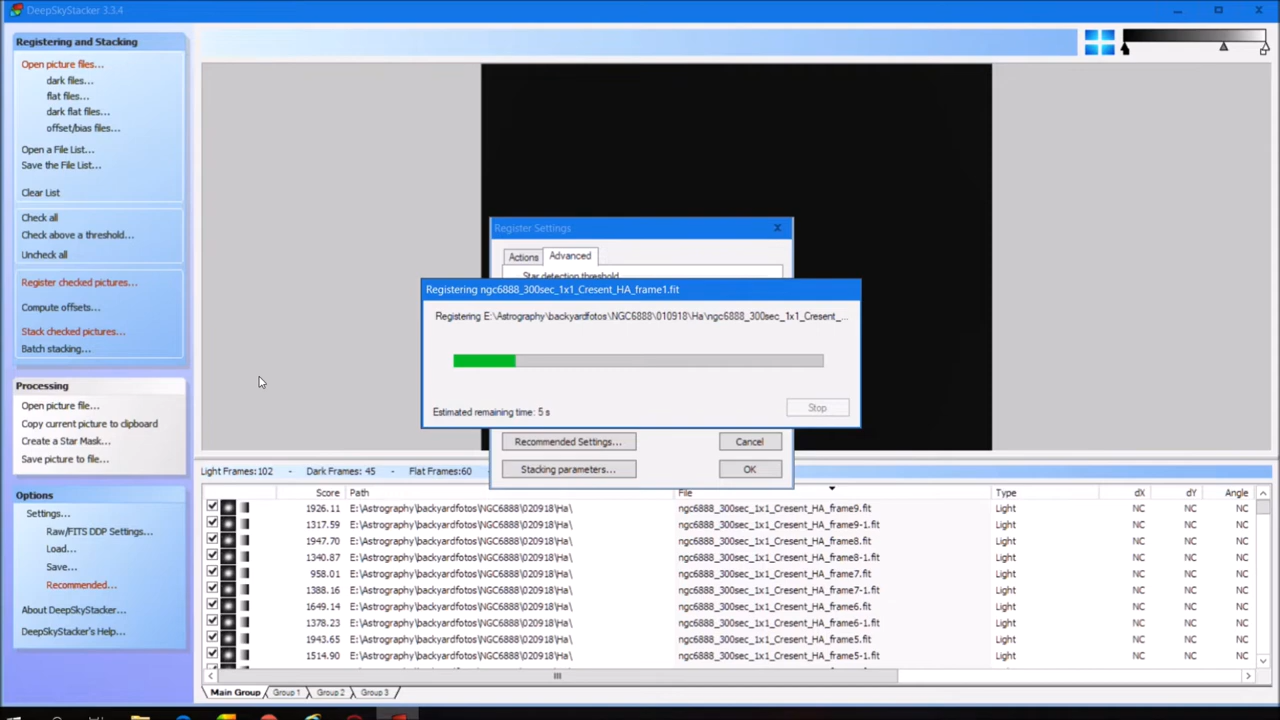 DeepSkyStacker 3.3.4
Registering and Stacking
Open picture files...
dark files...
flat files...
dark flat files...
offset/bias files...
Open a File List...
Save the File List...
Clear List
Check all
Check above a threshold...
Uncheck all
Register checked pictures...
Compute offsets...
Stack checked pictures...
Batch stacking...
Processing
Open picture file...
Copy current picture to clipboard
Create a Star Mask...
Save picture to file...
Options
Settings...
Raw/FITS DDP Settings...
Load...
Save...
Recommended...
About DeepSkyStacker...
DeepSkyStacker's Help...
Register Settings
X
Actions Advanced
Star detection threshold
Registering ngc6888_300sec_1x1_Cresent_HA_frame1.fit
Registering E:\Astrography\backyardfotos\NGC6888\010918\Ha\ngc6888_300sec_1x1_Cresent_...
Estimated remaining time: 5 s
Stop
Recommended Settings... Cancel
Stacking parameters... OK
Light Frames:102 - Dark Frames: 45 - Flat Frames:60
Score Path File Type dX dY Angle
1926.11 E:\Astrography\backyardfotos\NGC6888\020918\Ha\ ngc6888_300sec_1x1_Cresent_HA_frame9.fit Light NC NC NC
1317.59 E:\Astrography\backyardfotos\NGC6888\020918\Ha\ ngc6888_300sec_1x1_Cresent_HA_frame9-1.fit Light NC NC NC
1947.70 E:\Astrography\backyardfotos\NGC6888\020918\Ha\ ngc6888_300sec_1x1_Cresent_HA_frame8.fit Light NC NC NC
1340.87 E:\Astrography\backyardfotos\NGC6888\020918\Ha\ ngc6888_300sec_1x1_Cresent_HA_frame8-1.fit Light NC NC NC
958.01 E:\Astrography\backyardfotos\NGC6888\020918\Ha\ ngc6888_300sec_1x1_Cresent_HA_frame7.fit Light NC NC NC
1388.16 E:\Astrography\backyardfotos\NGC6888\020918\Ha\ ngc6888_300sec_1x1_Cresent_HA_frame7-1.fit Light NC NC NC
1649.14 E:\Astrography\backyardfotos\NGC6888\020918\Ha\ ngc6888_300sec_1x1_Cresent_HA_frame6.fit Light NC NC NC
1378.23 E:\Astrography\backyardfotos\NGC6888\020918\Ha\ ngc6888_300sec_1x1_Cresent_HA_frame6-1.fit Light NC NC NC
1943.65 E:\Astrography\backyardfotos\NGC6888\020918\Ha\ ngc6888_300sec_1x1_Cresent_HA_frame5.fit Light NC NC NC
1514.90 E:\Astrography\backyardfotos\NGC6888\020918\Ha\ ngc6888_300sec_1x1_Cresent_HA_frame5-1.fit Light NC NC NC
Main Group Group 1 Group 2 Group 3